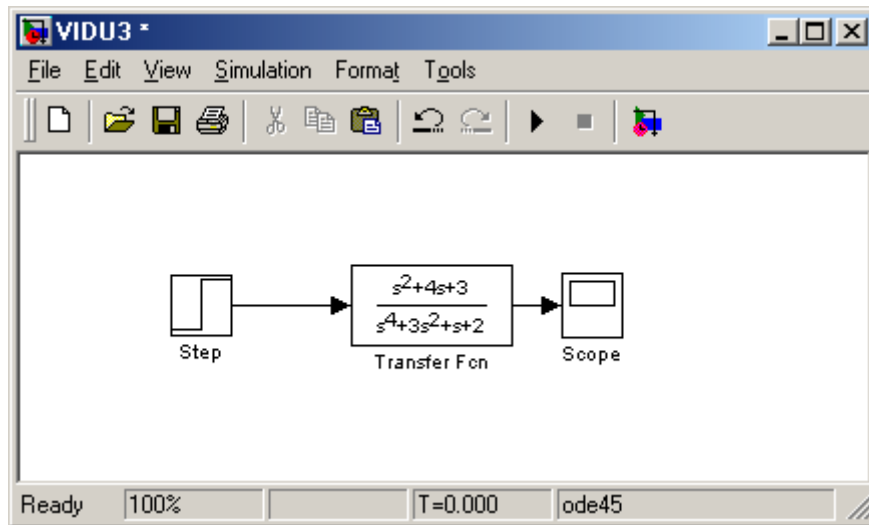 VIDU3 *
File Edit View Simulation Format Tools
s²+4s+3
s⁴+3s²+s+2
Step
Transfer Fcn
Scope
Ready 100% T=0.000 ode45